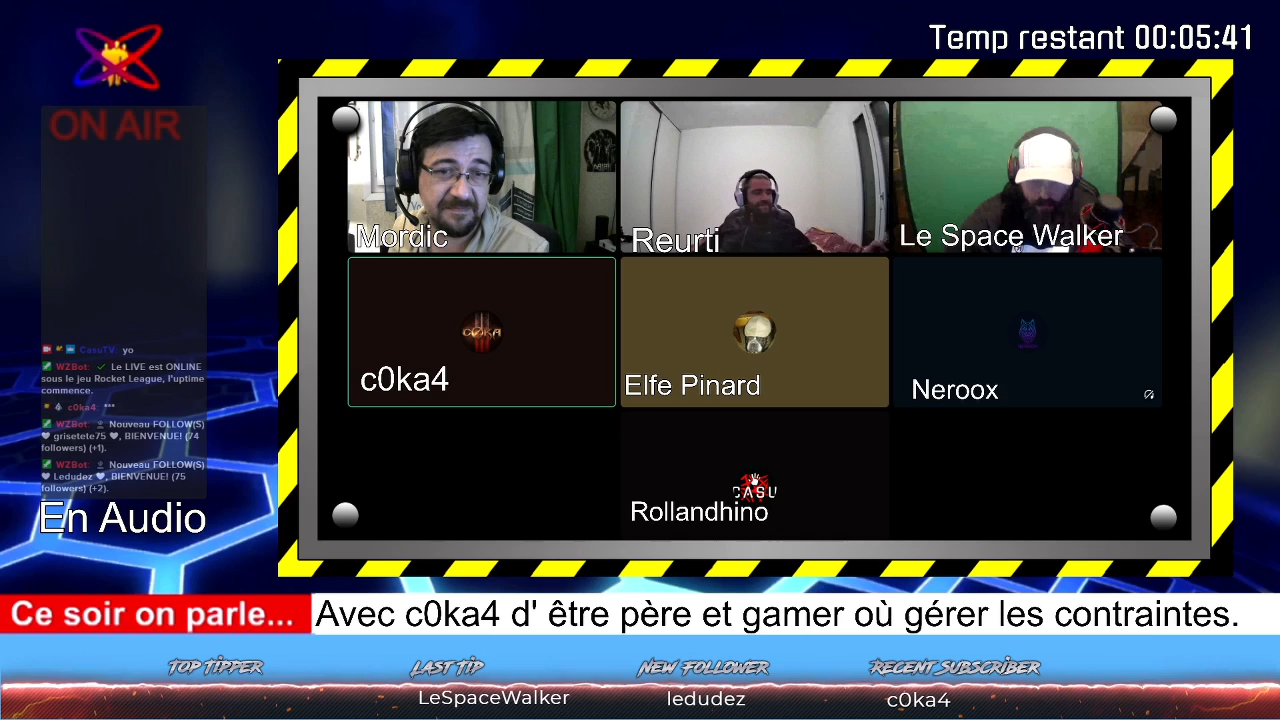 Temp restant 00:05:41
ON AIR
Mordic
Reurti
Le Space Walker
c0ka4
Elfe Pinard
Neroox
CASU
Rollandhino
CasuTV: yo
WZBot: Le LIVE est ONLINE
sous le jeu Rocket League, l'uptime
commence.
c0ka4: ***
WZBot: Nouveau FOLLOW(S)
grisetete75 , BIENVENUE! (74
followers) (+1).
WZBot: Nouveau FOLLOW(S)
Ledudez , BIENVENUE! (75
followers) (+2).
En Audio
Ce soir on parle... Avec c0ka4 d' être père et gamer où gérer les contraintes.
TOP TIPPER LAST TIP NEW FOLLOWER RECENT SUBSCRIBER
LeSpaceWalker ledudez c0ka4